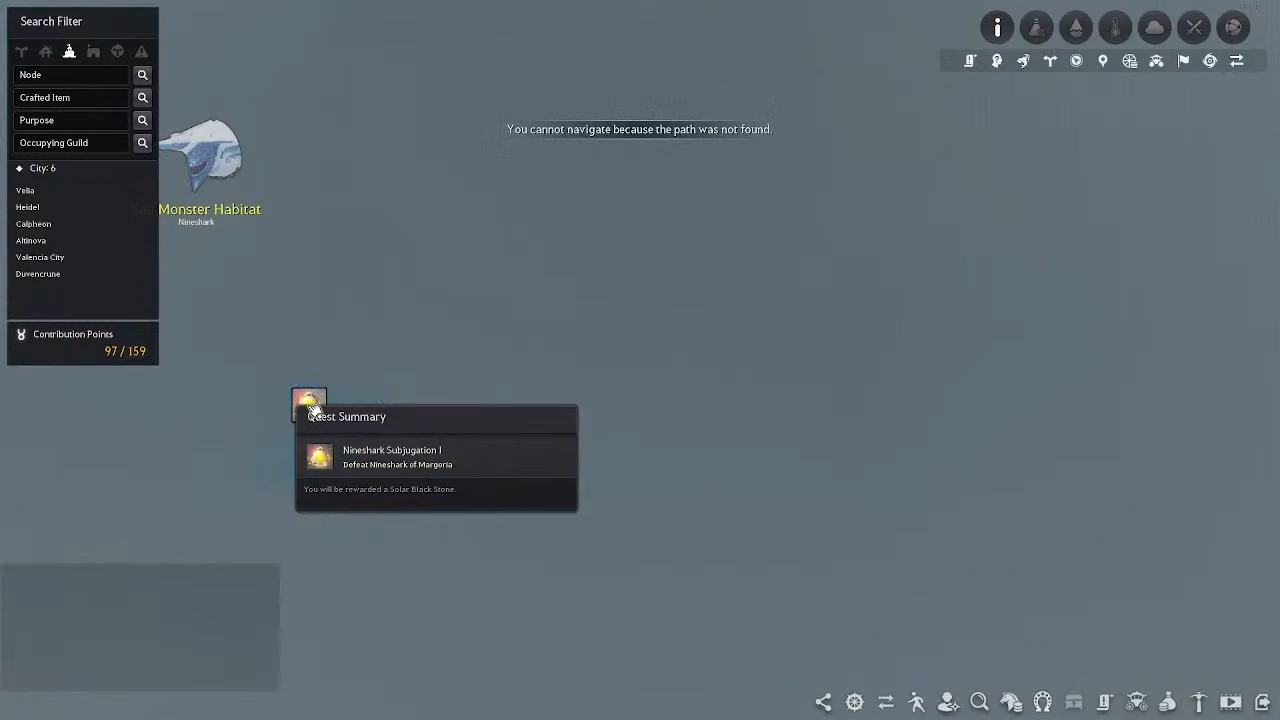 Search Filter
Node
Crafted Item
Purpose
Occupying Guild
City: 6
Velia
Heidel
Calpheon
Altinova
Valencia City
Duvencrune
Contribution Points
97 / 159
Monster Habitat
Nineshark
You cannot navigate because the path was not found.
Quest Summary
Nineshark Subjugation I
Defeat Nineshark of Margoria
You will be rewarded a Solar Black Stone.